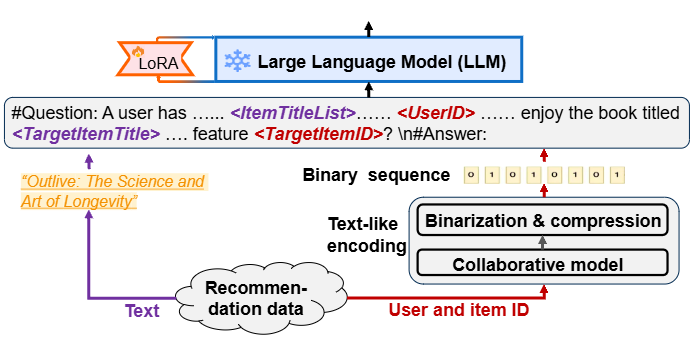 LoRA
Large Language Model (LLM)
#Question: A user has ...... <ItemTitleList>...... <UserID> ...... enjoy the book titled
<TargetItemTitle> .... feature <TargetItemID>? \n#Answer:
"Outlive: The Science and
Art of Longevity"
Binary sequence
0 1 0 1 0 1 0 1
Text-like
encoding
Binarization & compression
Collaborative model
Recommen-
dation data
Text
User and item ID